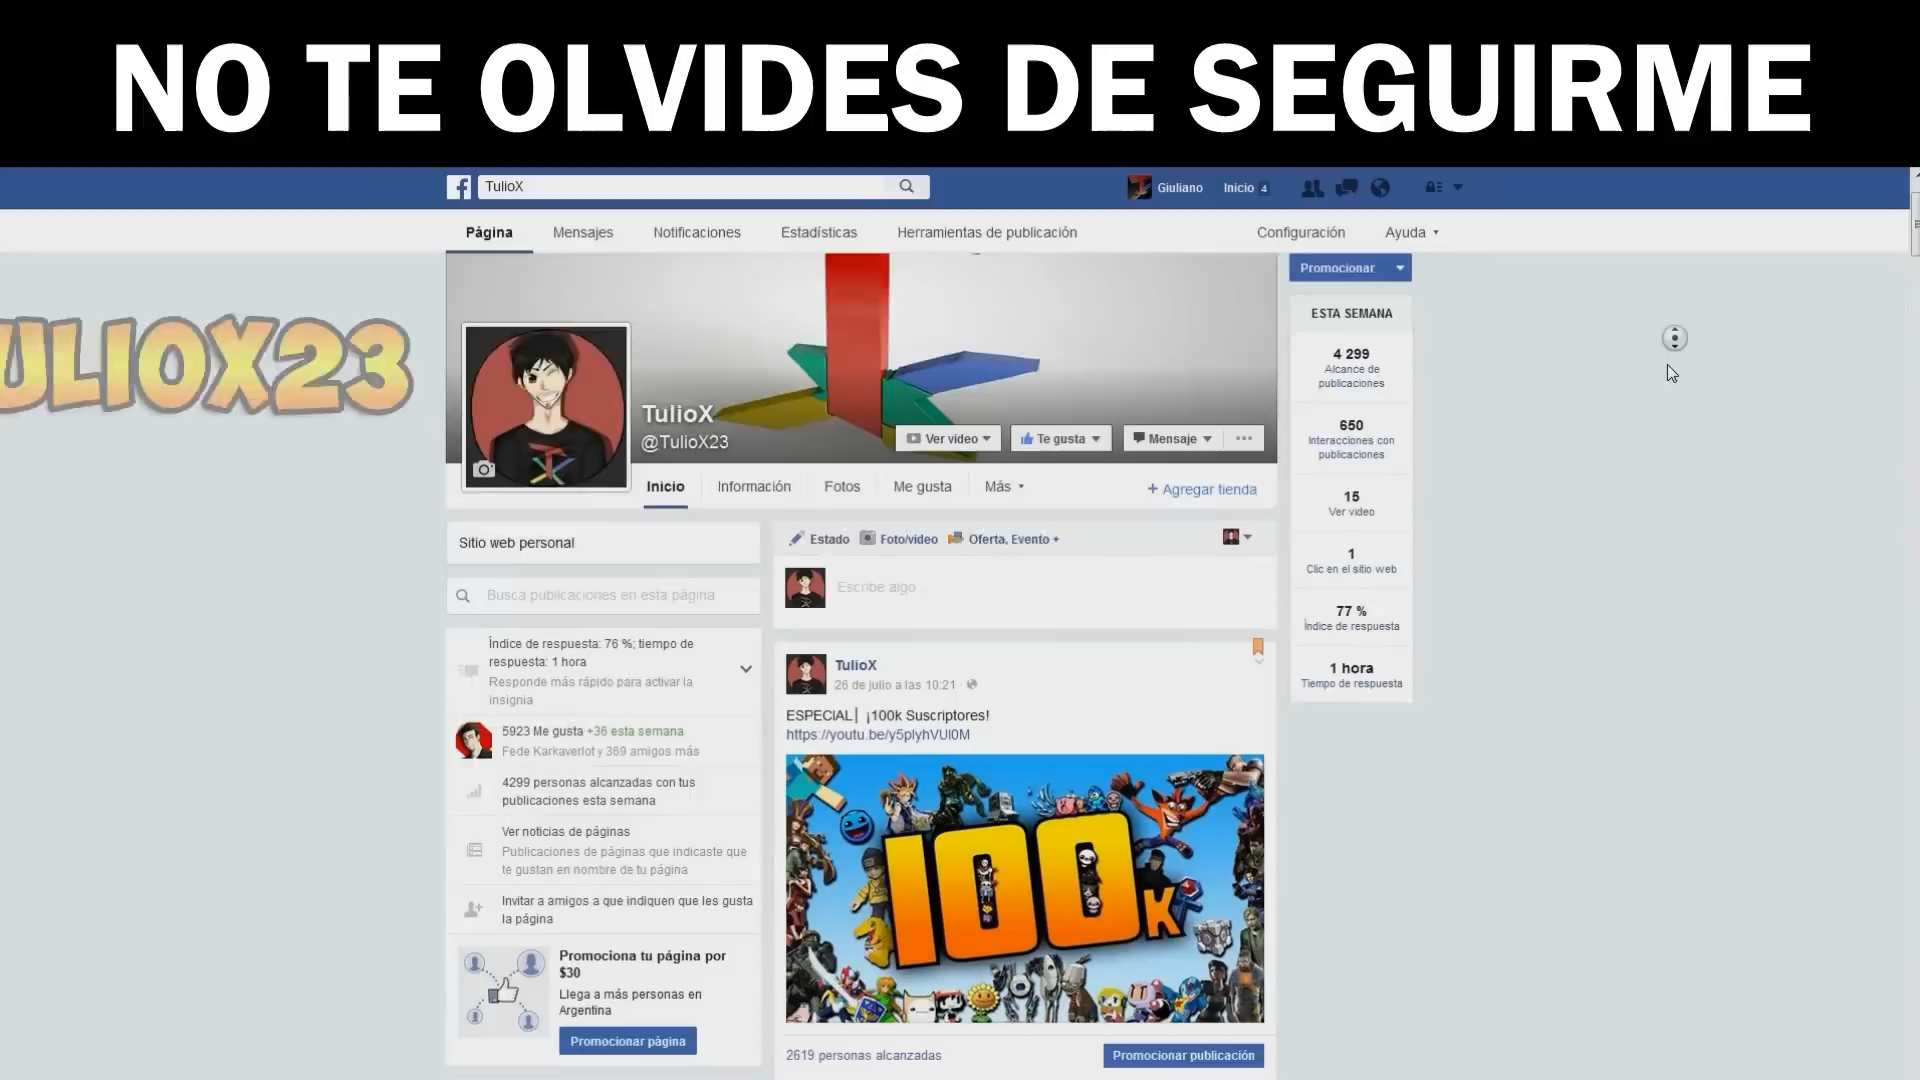 NO TE OLVIDES DE SEGUIRME
TulioX
Giuliano
Inicio 4
Página
Mensajes
Notificaciones
Estadísticas
Herramientas de publicación
Configuración
Ayuda
ULIOX23
TulioX
@TulioX23
Ver video
Te gusta
Mensaje
Promocionar
ESTA SEMANA
4 299
Alcance de
publicaciones
650
Interacciones con
publicaciones
15
Ver video
1
Clic en el sitio web
77 %
Índice de respuesta
1 hora
Tiempo de respuesta
Inicio
Información
Fotos
Me gusta
Más
+ Agregar tienda
Sitio web personal
Busca publicaciones en esta página
Índice de respuesta: 76 %; tiempo de
respuesta: 1 hora
Responde más rápido para activar la
insignia
5923 Me gusta +36 esta semana
Fede Karkaverlot y 369 amigos más
4299 personas alcanzadas con tus
publicaciones esta semana
Ver noticias de páginas
Publicaciones de páginas que indicaste que
te gustan en nombre de tu página
Invitar a amigos a que indiquen que les gusta
la página
Promociona tu página por
$30
Llega a más personas en
Argentina
Promocionar página
Estado
Foto/video
Oferta, Evento +
Escribe algo
TulioX
26 de julio a las 10:21 ·
ESPECIAL│ ¡100k Suscriptores!
https://youtu.be/y5plyhVUl0M
100K
2619 personas alcanzadas
Promocionar publicación